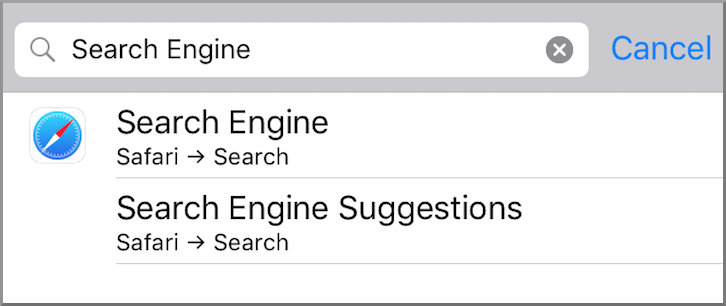 Search Engine
Cancel
Search Engine
Safari → Search
Search Engine Suggestions
Safari → Search